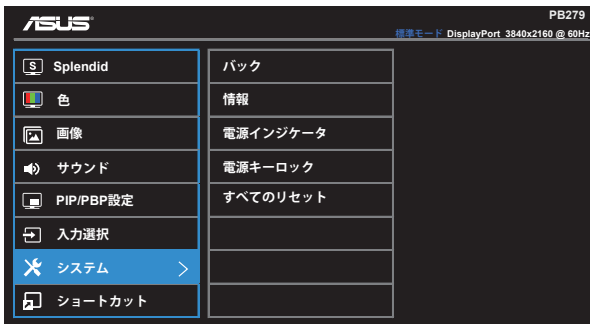 ASUS
PB279
標準モード DisplayPort 3840x2160 @ 60Hz
S Splendid
色
画像
サウンド
PIP/PBP設定
入力選択
システム
ショートカット
バック
情報
電源インジケータ
電源キーロック
すべてのリセット